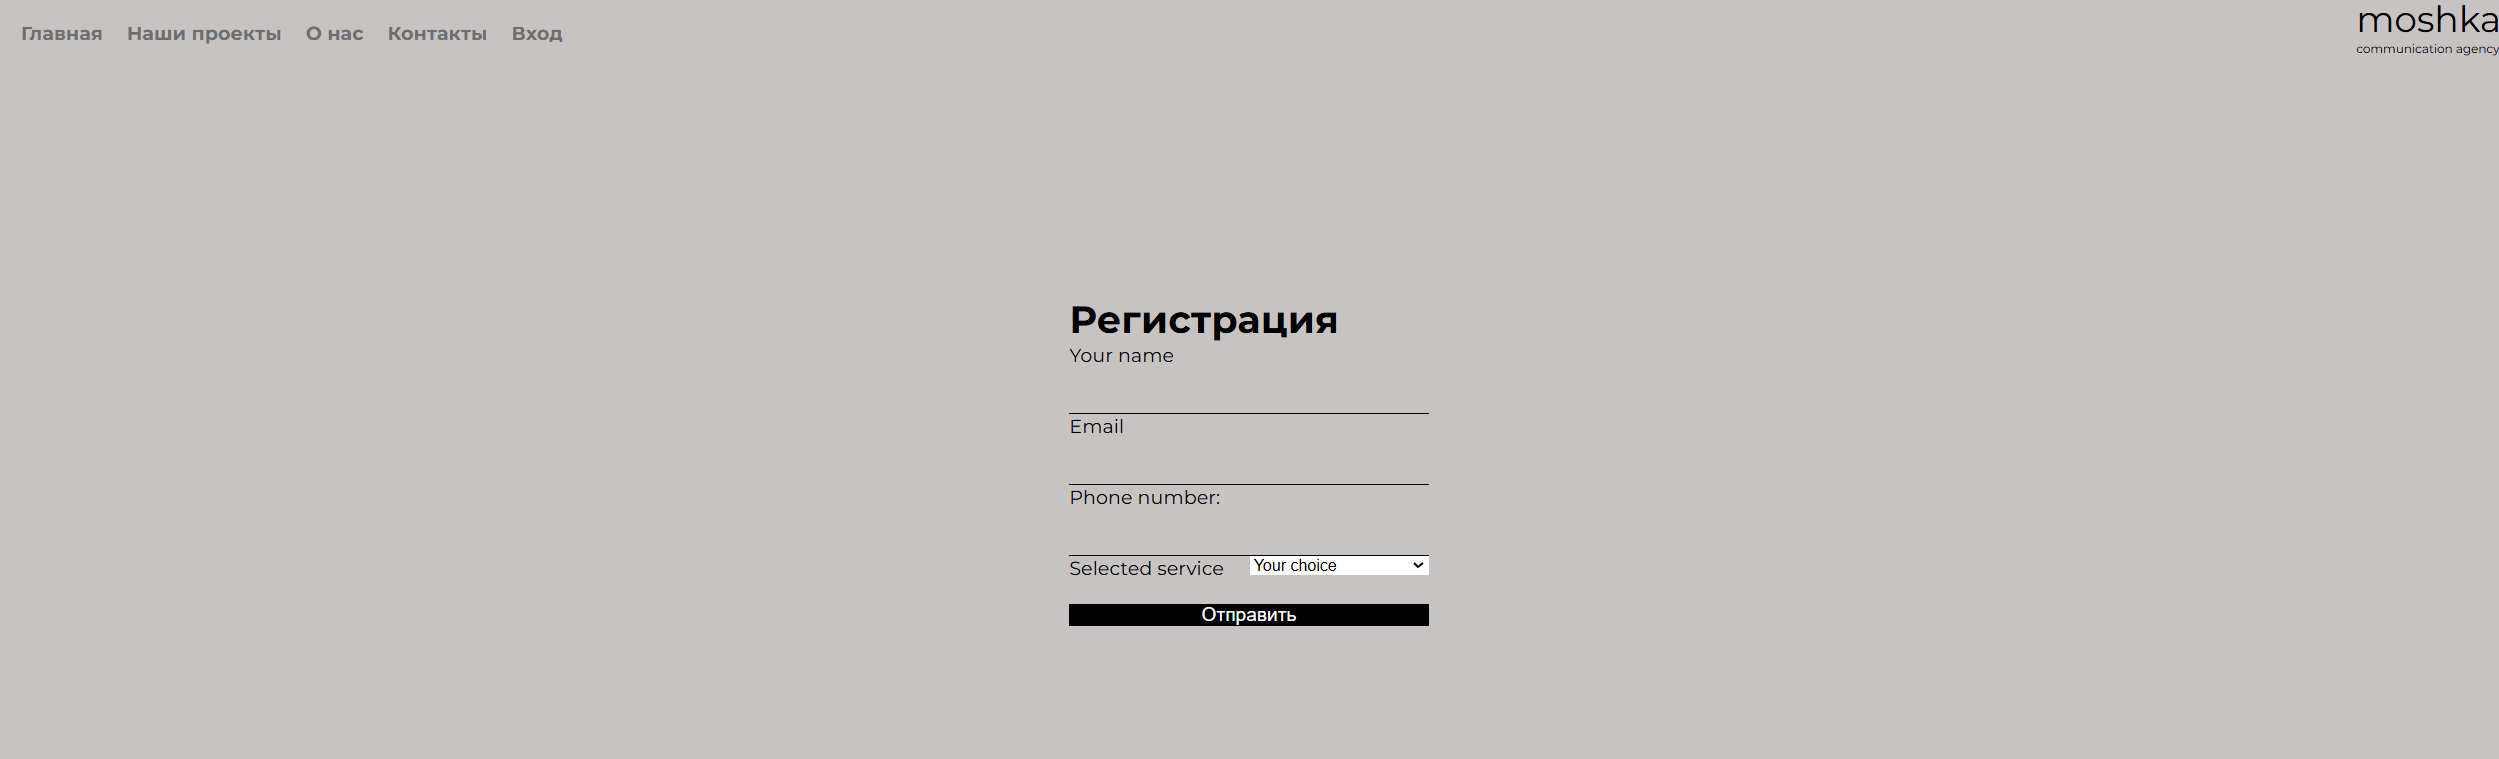 Главная Наши проекты О нас Контакты Вход
moshka
communication agency
Регистрация
Your name
Email
Phone number:
Selected service Your choice
Отправить